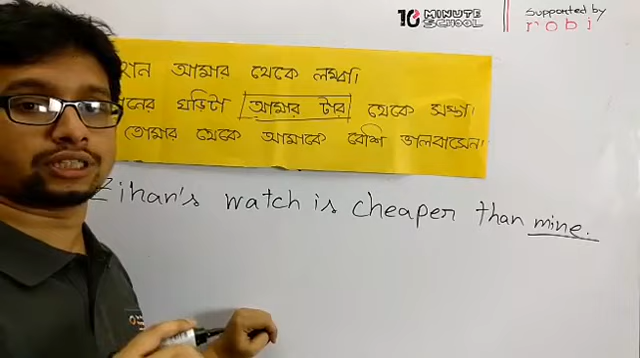 10 MINUTE SCHOOL
Supported by
robi
হান আমার থেকে লম্বা।
নের ঘড়িটা আমার টার থেকে সস্তা।
তোমার থেকে আমাকে বেশি ভালবাসেন।
Zihan's watch is cheaper than mine.